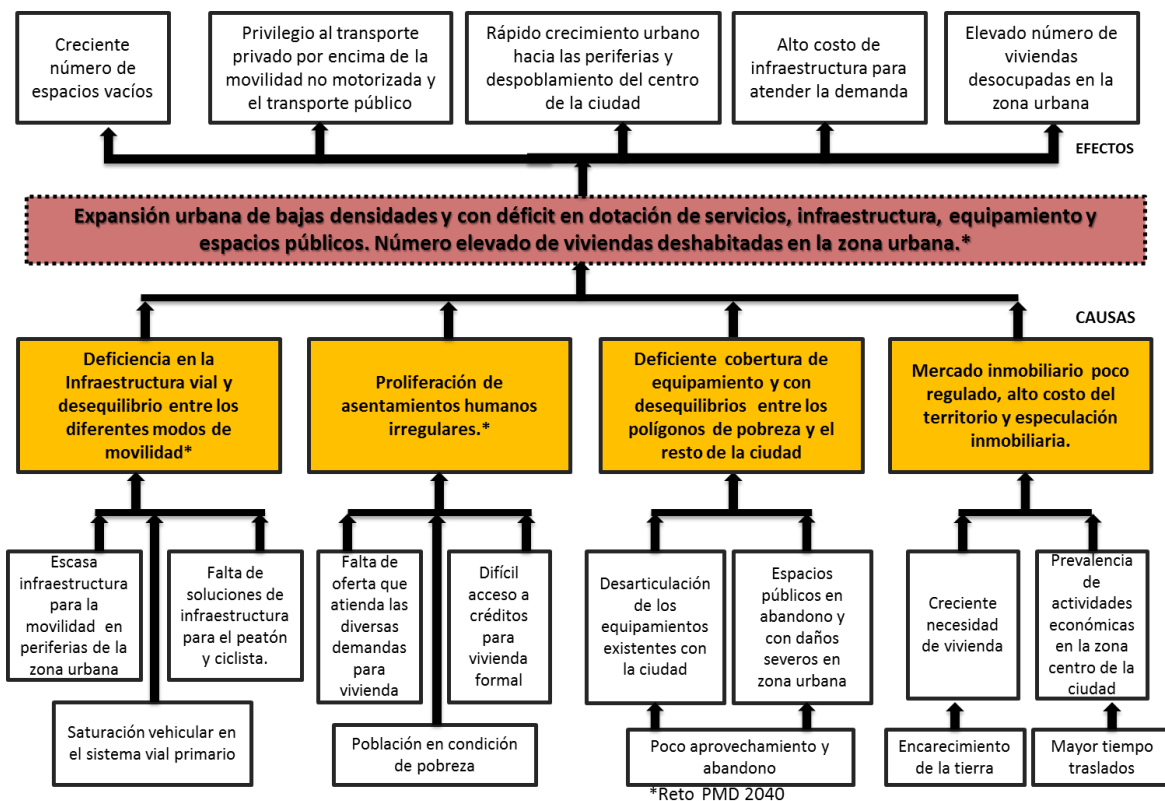 Creciente
número de
espacios vacíos
Privilegio al transporte
privado por encima de la
movilidad no motorizada y
el transporte público
Rápido crecimiento urbano
hacia las periferias y
despoblamiento del centro
de la ciudad
Alto costo de
infraestructura para
atender la demanda
Elevado número de
viviendas
desocupadas en la
zona urbana
EFECTOS
Expansión urbana de bajas densidades y con déficit en dotación de servicios, infraestructura, equipamiento y
espacios públicos. Número elevado de viviendas deshabitadas en la zona urbana.*
CAUSAS
Deficiencia en la
Infraestructura vial y
desequilibrio entre los
diferentes modos de
movilidad*
Proliferación de
asentamientos humanos
irregulares.*
Deficiente cobertura de
equipamiento y con
desequilibrios entre los
polígonos de pobreza y el
resto de la ciudad
Mercado inmobiliario poco
regulado, alto costo del
territorio y especulación
inmobiliaria.
Escasa
infraestructura
para la
movilidad en
periferias de la
zona urbana
Falta de
soluciones de
infraestructura
para el peatón
y ciclista.
Falta de
oferta que
atienda las
diversas
demandas
para
vivienda
Difícil
acceso a
créditos
para
vivienda
formal
Desarticulación
de los
equipamientos
existentes con
la ciudad
Espacios
públicos en
abandono y
con daños
severos en
zona urbana
Creciente
necesidad
de vivienda
Prevalencia
de
actividades
económicas
en la zona
centro de la
ciudad
Saturación vehicular en
el sistema vial primario
Población en condición
de pobreza
Poco aprovechamiento y
abandono
Encarecimiento
de la tierra
Mayor tiempo
traslados
*Reto PMD 2040